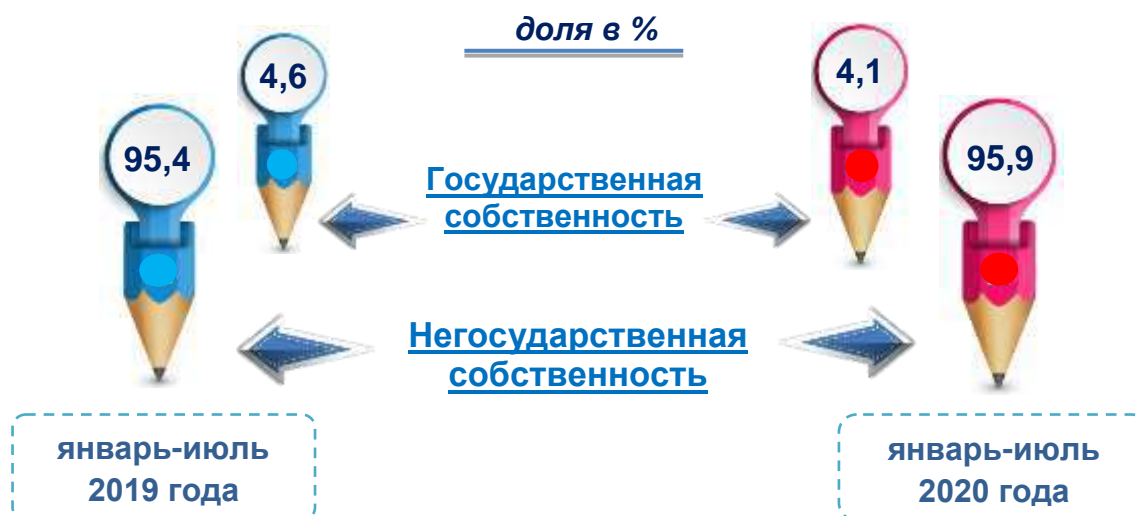 доля в %
4,6
4,1
95,4
95,9
Государственная
собственность
Негосударственная
собственность
январь-июль
2019 года
январь-июль
2020 года